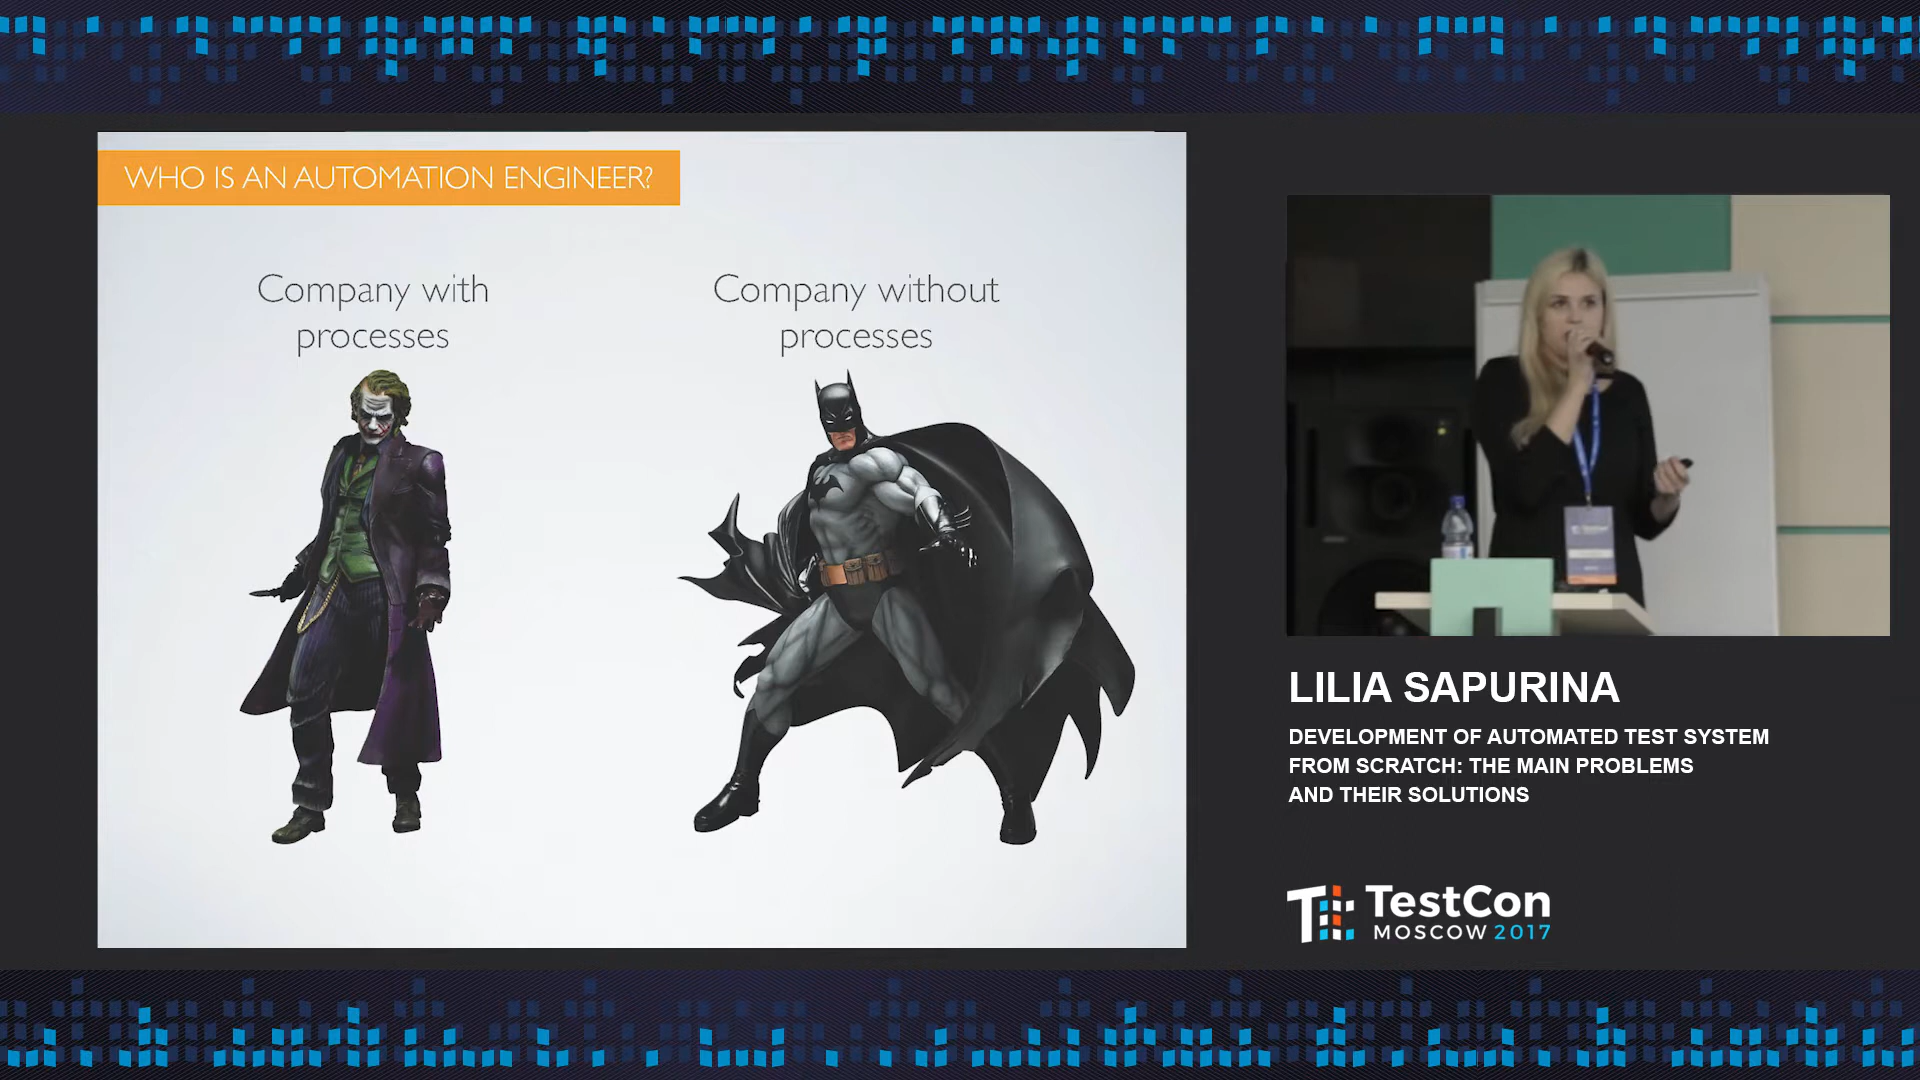 WHO IS AN AUTOMATION ENGINEER?
Company with
processes
Company without
processes
LILIA SAPURINA
DEVELOPMENT OF AUTOMATED TEST SYSTEM
FROM SCRATCH: THE MAIN PROBLEMS
AND THEIR SOLUTIONS
TestCon
MOSCOW 2017